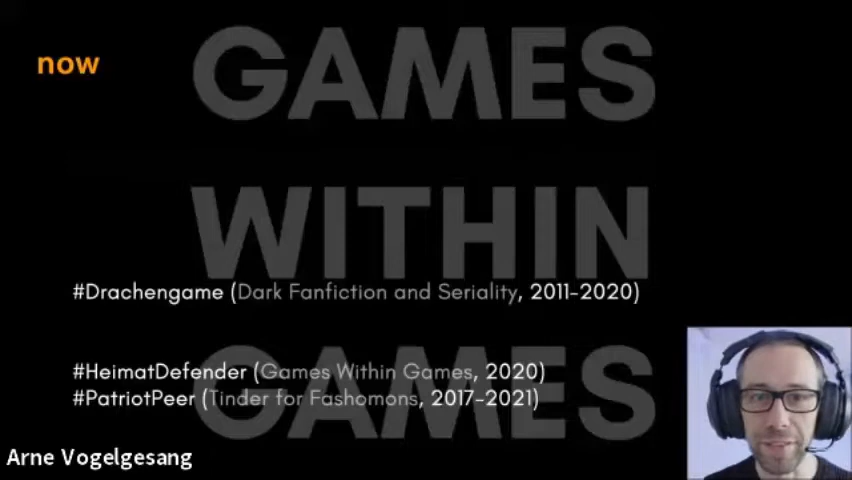 now
GAMES
WITHIN
#Drachengame (Dark Fanfiction and Seriality, 2011-2020)
GAMES
#HeimatDefender (Games Within Games, 2020)
#PatriotPeer (Tinder for Fashomons, 2017-2021)
Arne Vogelgesang